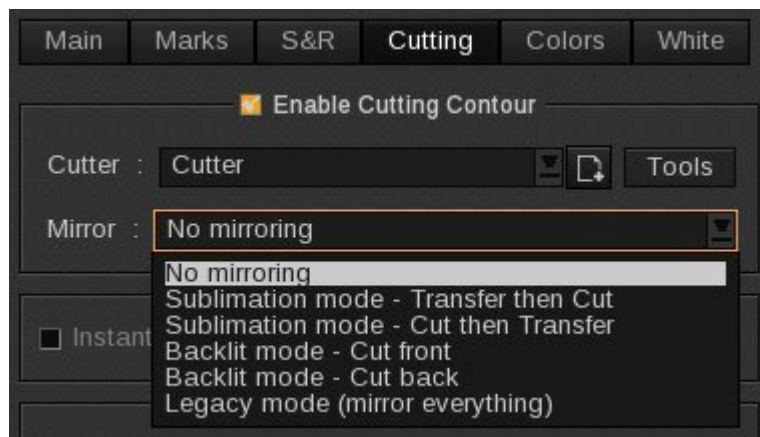 Main Marks S&R Cutting Colors White
Enable Cutting Contour
Cutter : Cutter Tools
Mirror : No mirroring
No mirroring
Sublimation mode - Transfer then Cut
Sublimation mode - Cut then Transfer
Instant
Backlit mode - Cut front
Backlit mode - Cut back
Legacy mode (mirror everything)